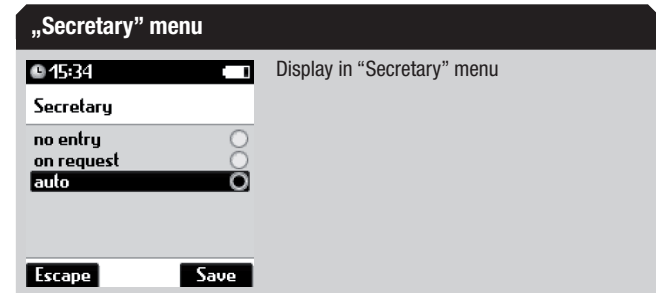 „Secretary” menu
15:34
Display in “Secretary” menu
Secretary
no entry
on request
auto
Escape Save